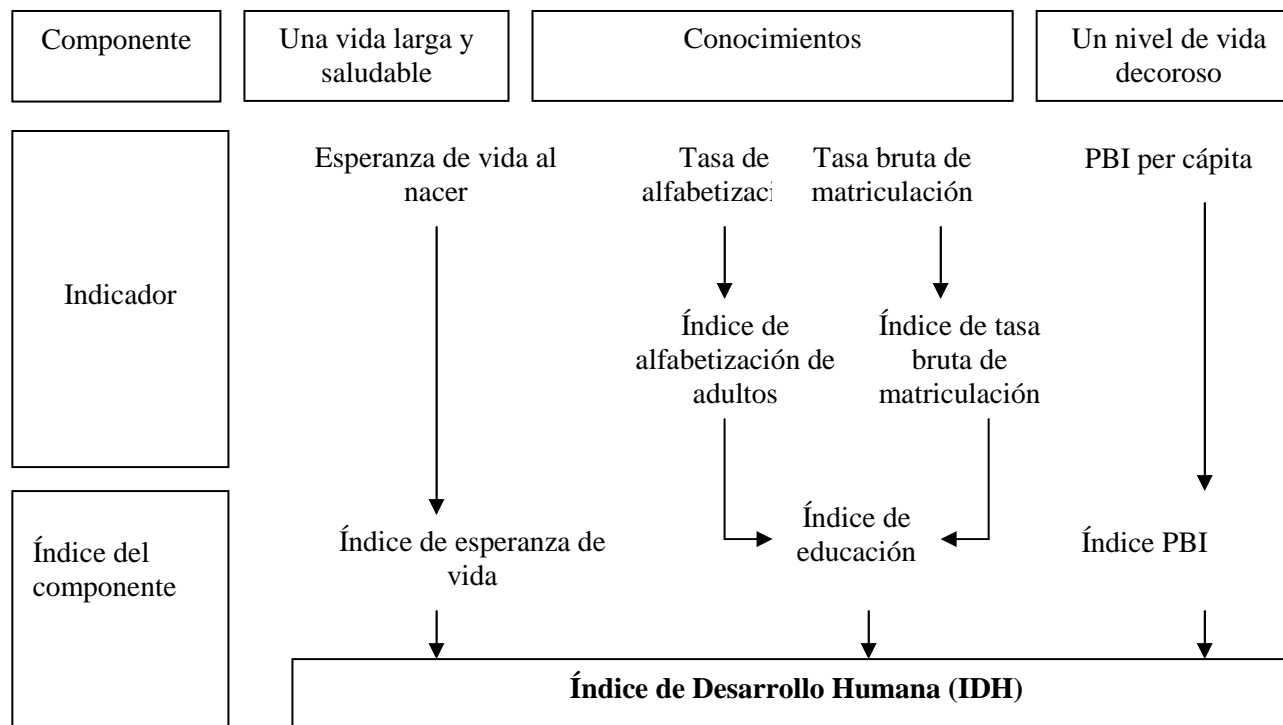 Componente
Una vida larga y
saludable
Conocimientos
Un nivel de vida
decoroso
Indicador
Esperanza de vida al
nacer
Tasa de
alfabetizaci
Tasa bruta de
matriculación
PBI per cápita
Índice de
alfabetización de
adultos
Índice de tasa
bruta de
matriculación
Índice del
componente
Índice de esperanza de
vida
Índice de
educación
Índice PBI
Índice de Desarrollo Humana (IDH)